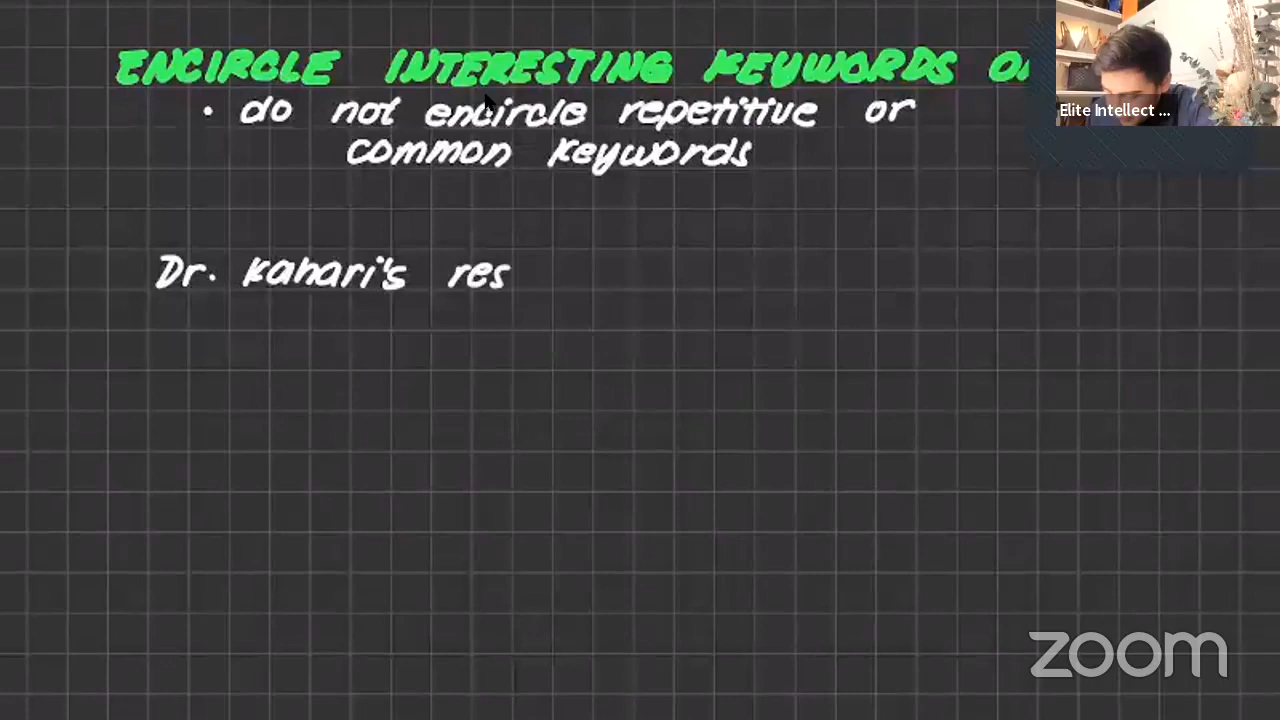 ENCIRCLE INTERESTING KEYWORDS
• do not encircle repetitive or
common keywords
Dr. Kahari's res
Elite Intellect ...
zoom